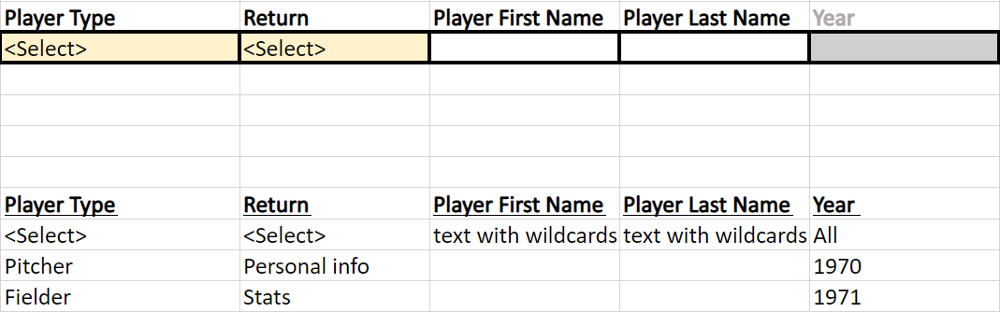 Player Type Return Player First Name Player Last Name Year
<Select> <Select>
Player Type Return Player First Name Player Last Name Year
<Select> <Select> text with wildcards text with wildcards All
Pitcher Personal info 1970
Fielder Stats 1971